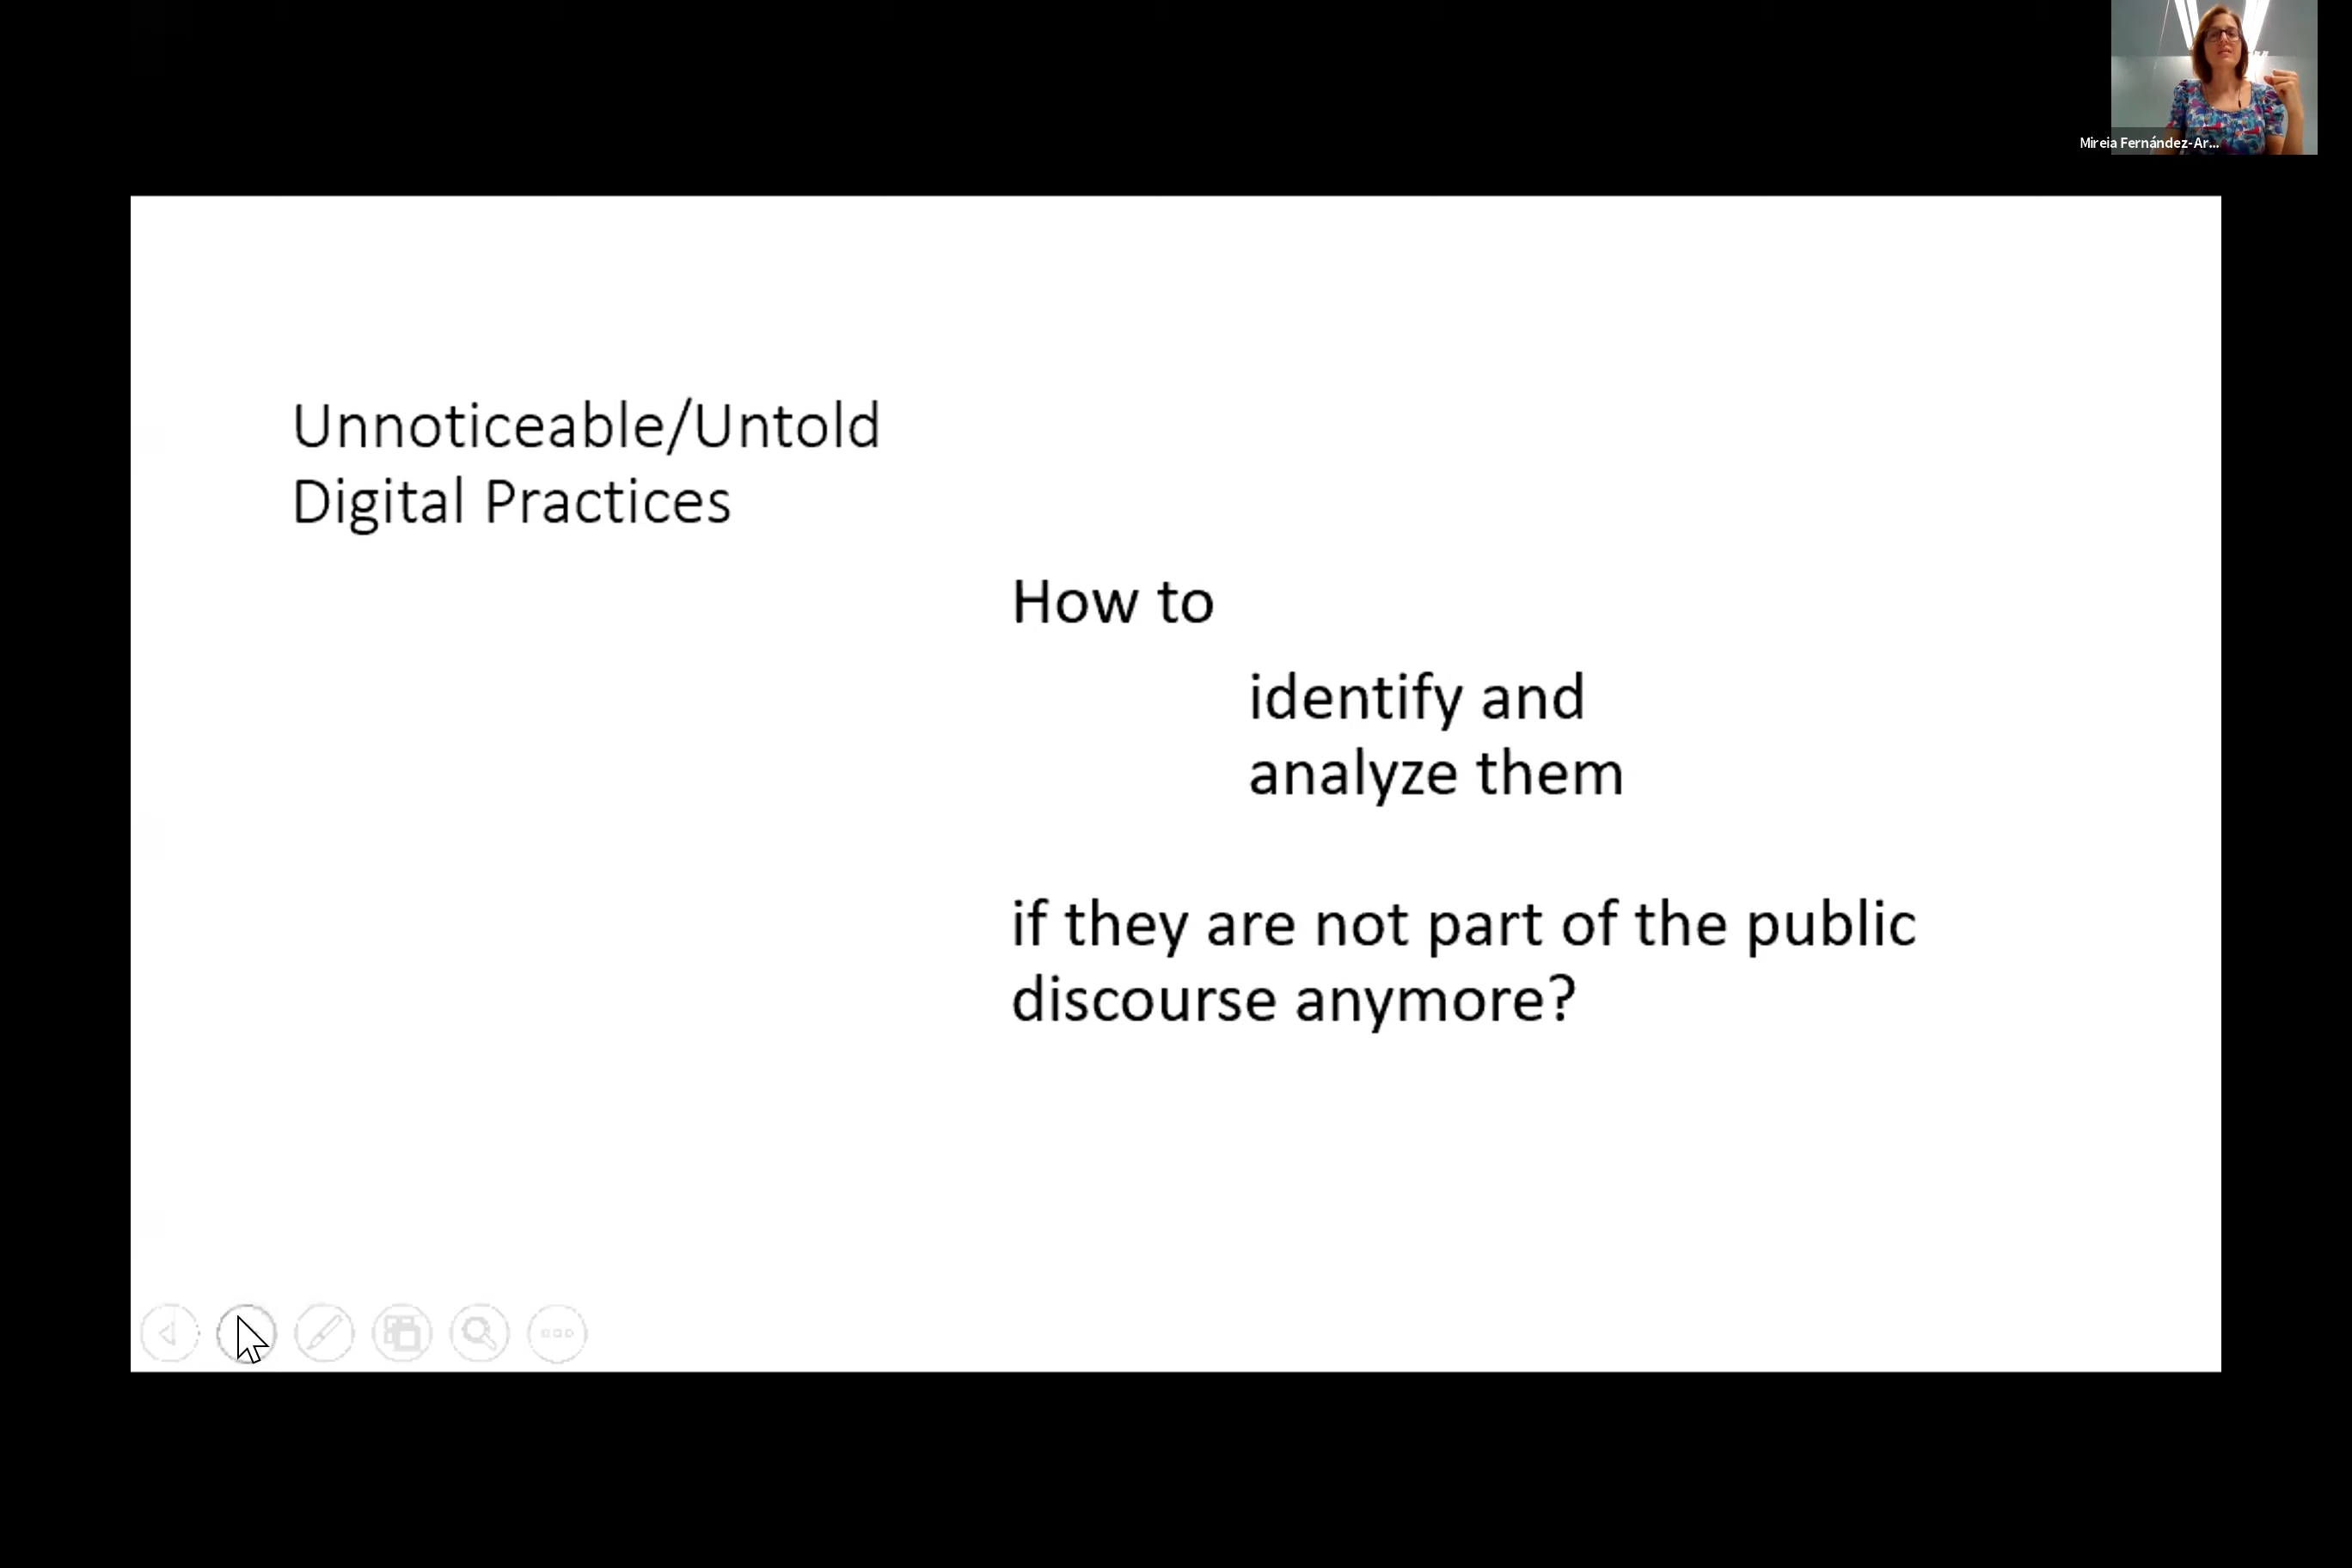 Mireia Fernández-Ar...
Unnoticeable/Untold
Digital Practices
How to
identify and
analyze them
if they are not part of the public
discourse anymore?